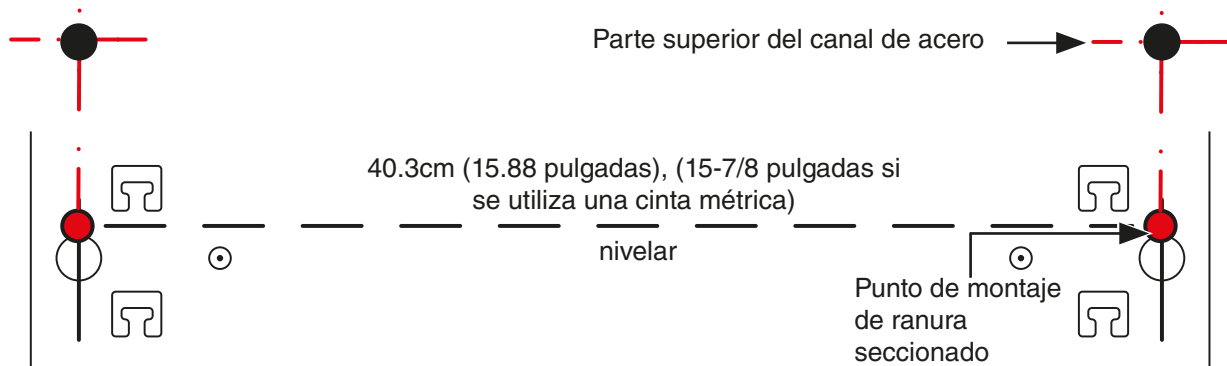 Parte superior del canal de acero
40.3cm (15.88 pulgadas), (15-7/8 pulgadas si
se utiliza una cinta métrica)
nivelar
Punto de montaje
de ranura
seccionado